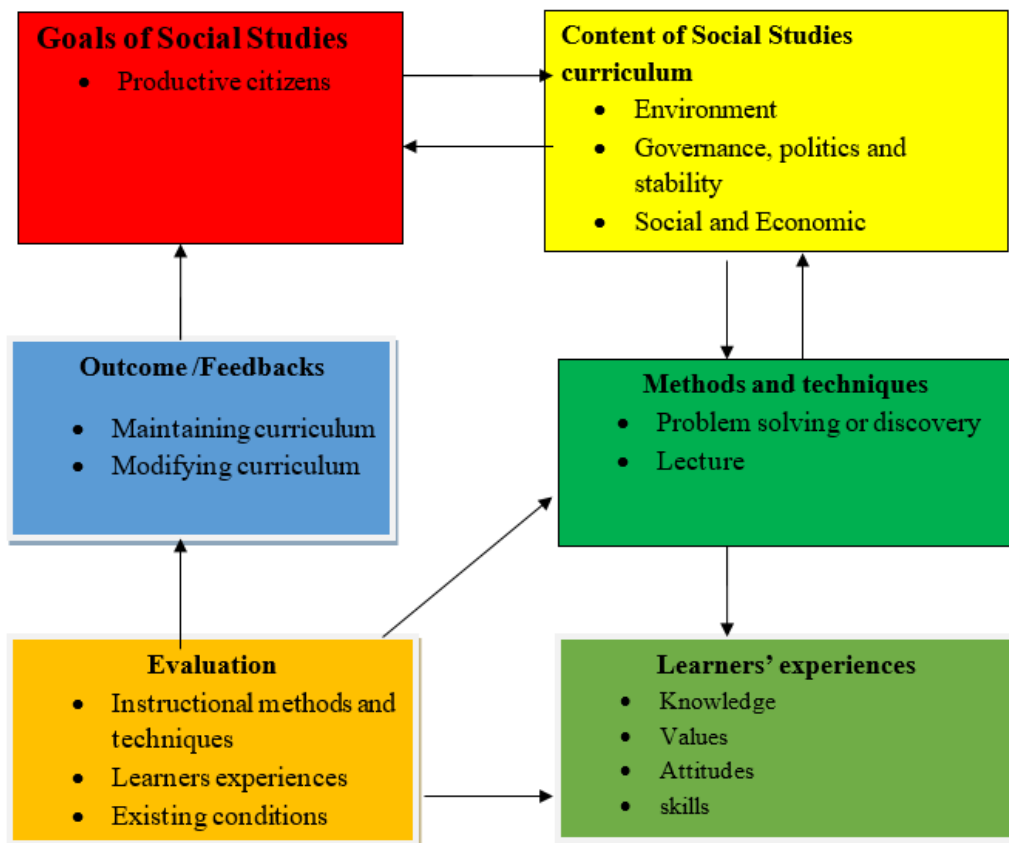 Goals of Social Studies
• Productive citizens
Content of Social Studies
curriculum
• Environment
• Governance, politics and
stability
• Social and Economic
Outcome /Feedbacks
• Maintaining curriculum
• Modifying curriculum
Methods and techniques
• Problem solving or discovery
• Lecture
Evaluation
• Instructional methods and
techniques
• Learners experiences
• Existing conditions
Learners’ experiences
• Knowledge
• Values
• Attitudes
• skills